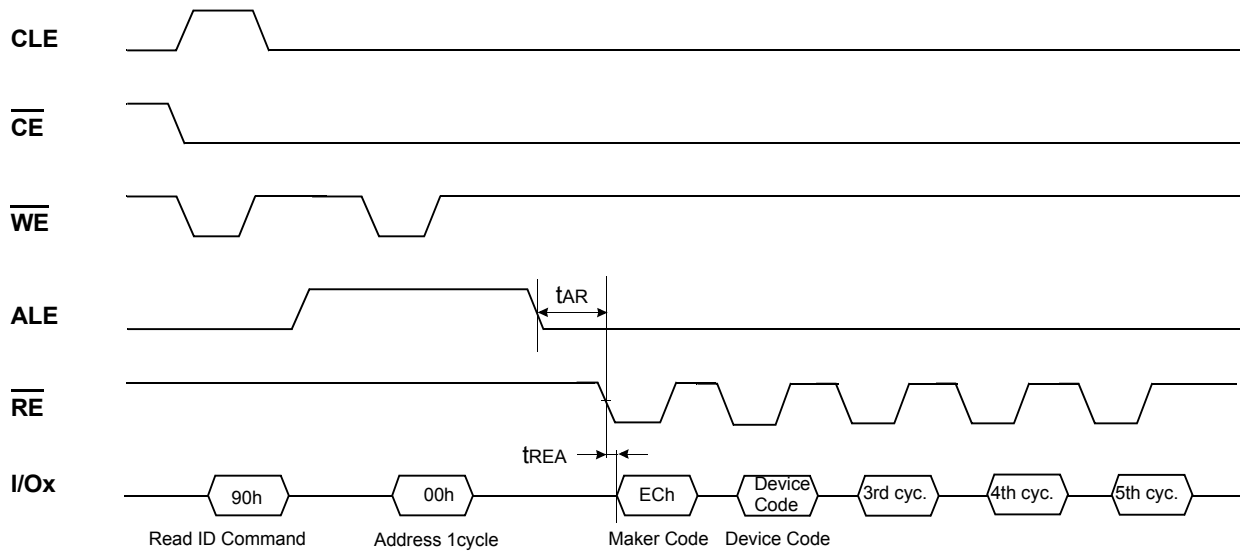 CLE
CE
WE
ALE
tAR
RE
tREA
I/Ox
90h
00h
ECh
Device
Code
3rd cyc.
4th cyc.
5th cyc.
Read ID Command
Address 1cycle
Maker Code
Device Code